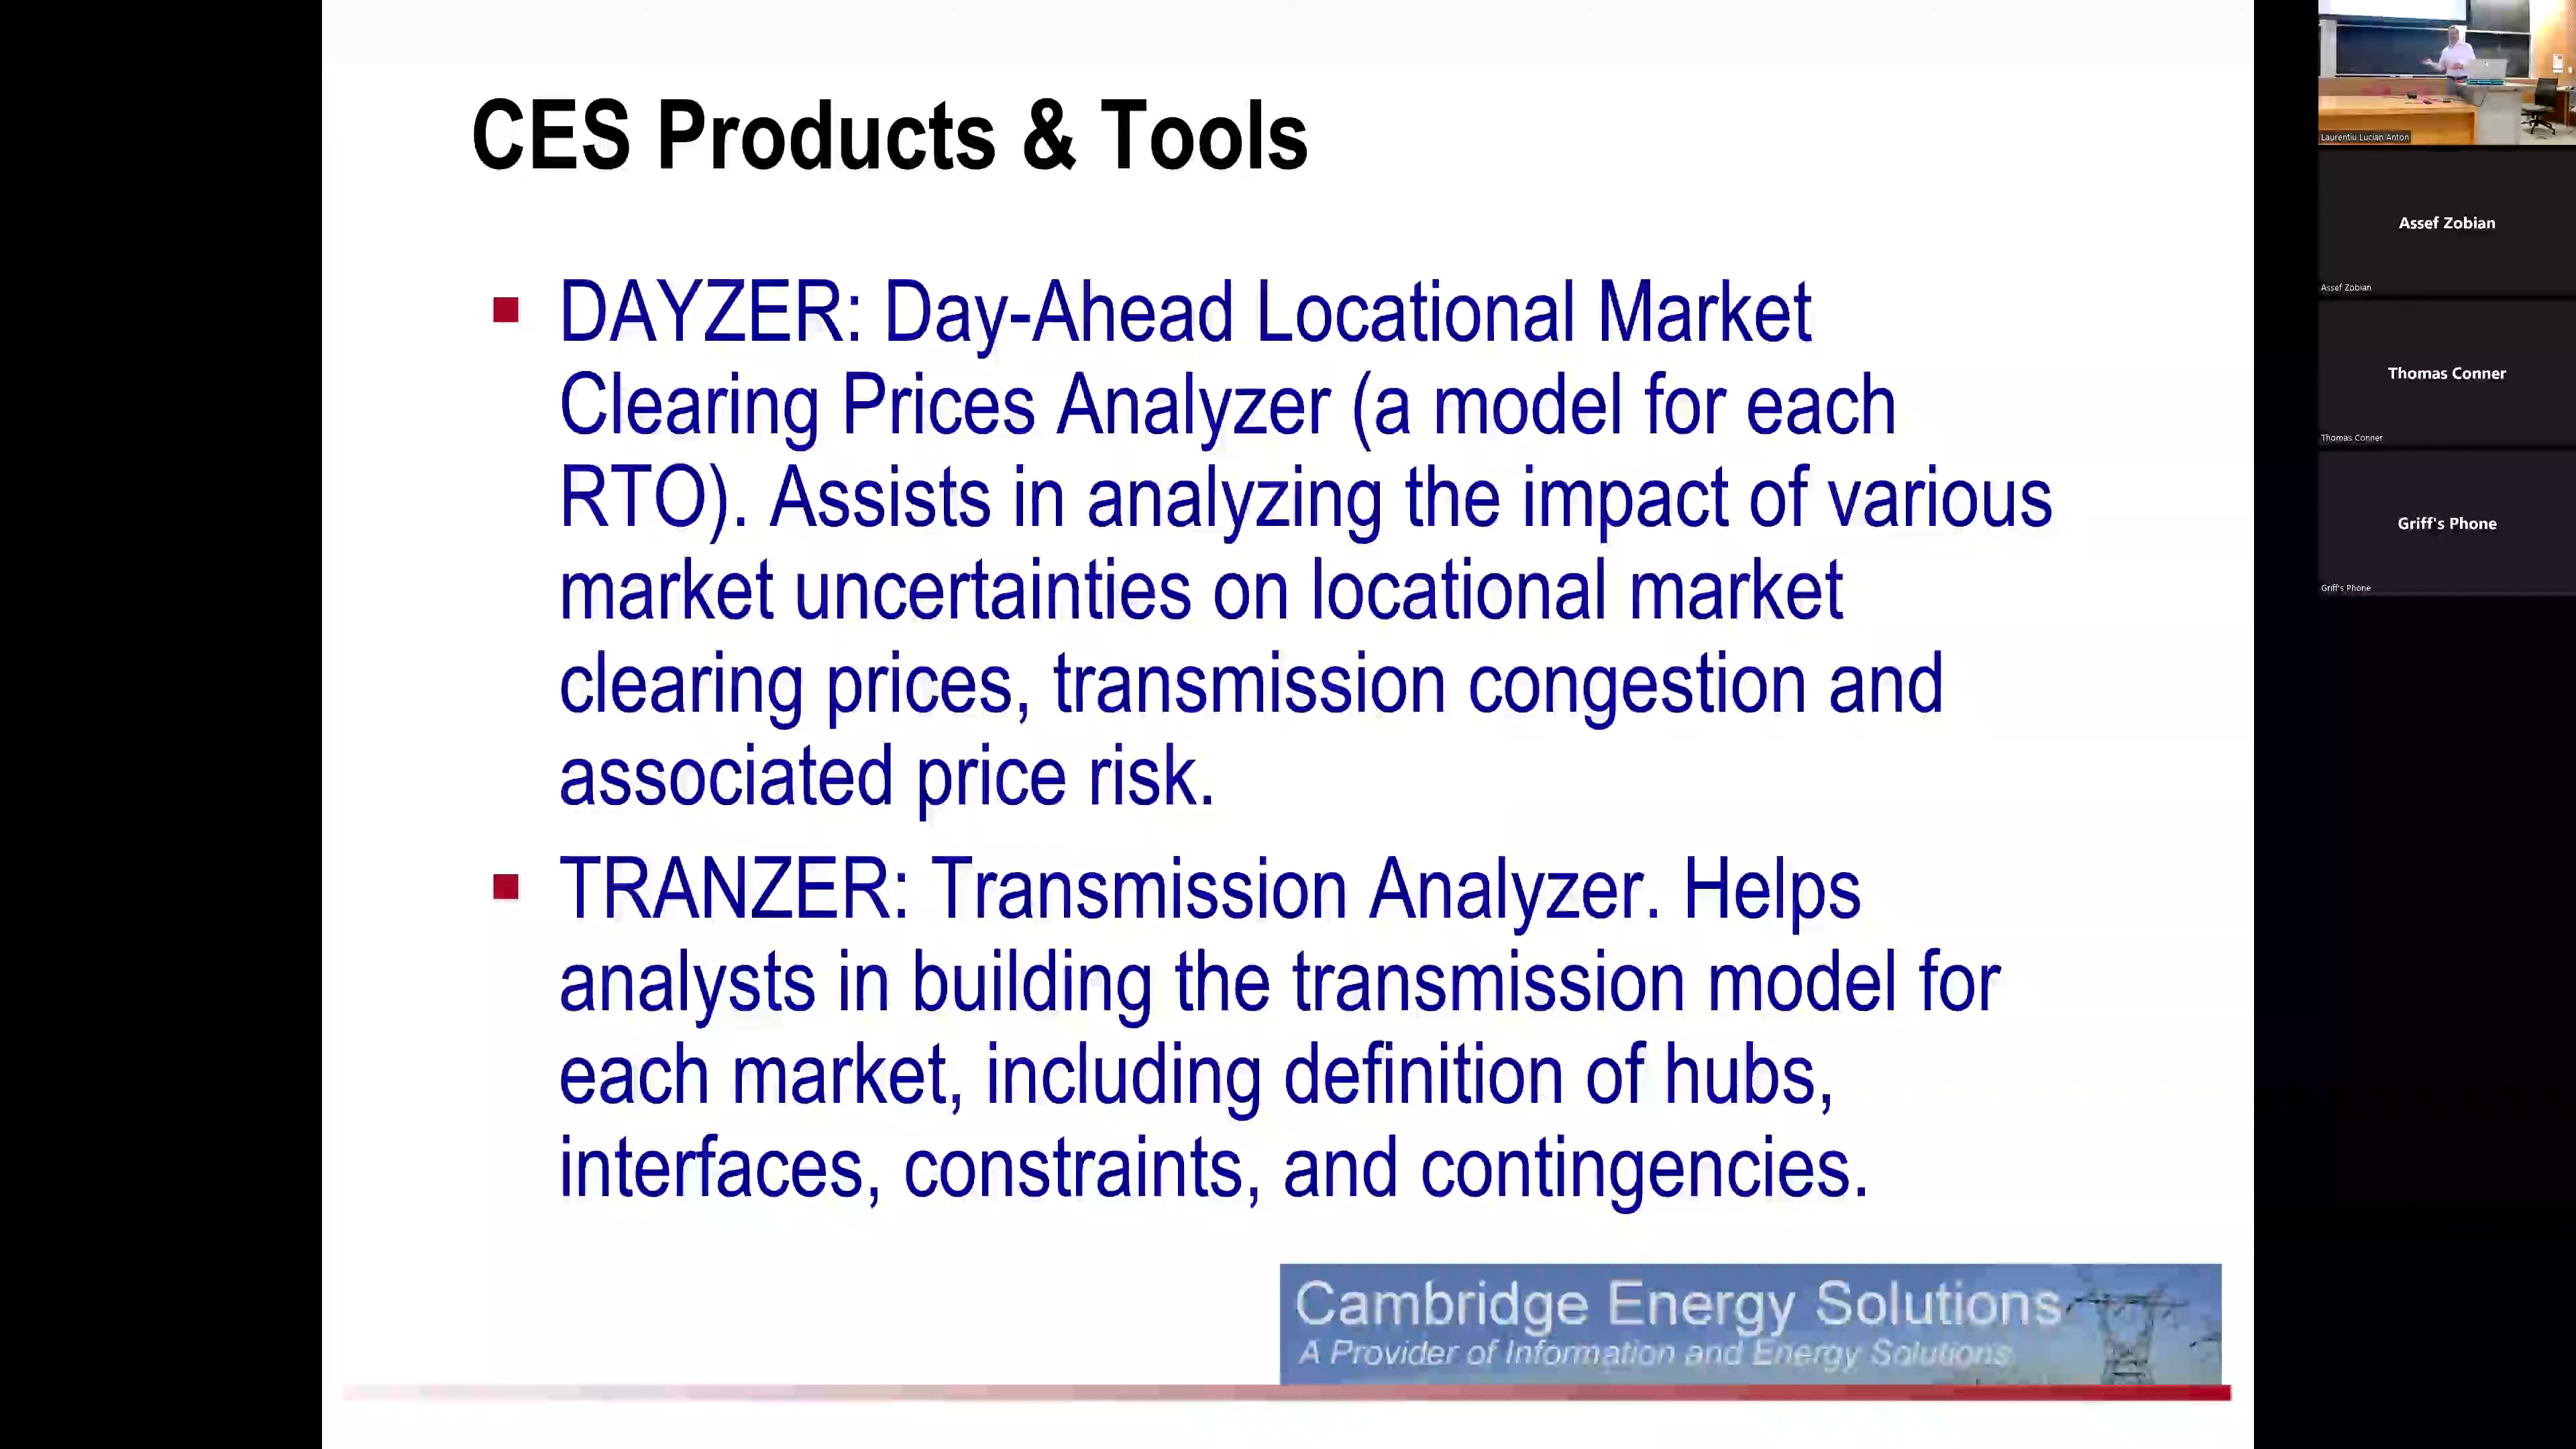 CES Products & Tools
DAYZER: Day-Ahead Locational Market
Clearing Prices Analyzer (a model for each
RTO). Assists in analyzing the impact of various
market uncertainties on locational market
clearing prices, transmission congestion and
associated price risk.
TRANZER: Transmission Analyzer. Helps
analysts in building the transmission model for
each market, including definition of hubs,
interfaces, constraints, and contingencies.
Cambridge Energy Solutions
A Provider of Information and Energy Solutions
Laurentiu Lucian Anton
Assef Zobian
Assef Zobian
Thomas Conner
Thomas Conner
Griff's Phone
Griff's Phone